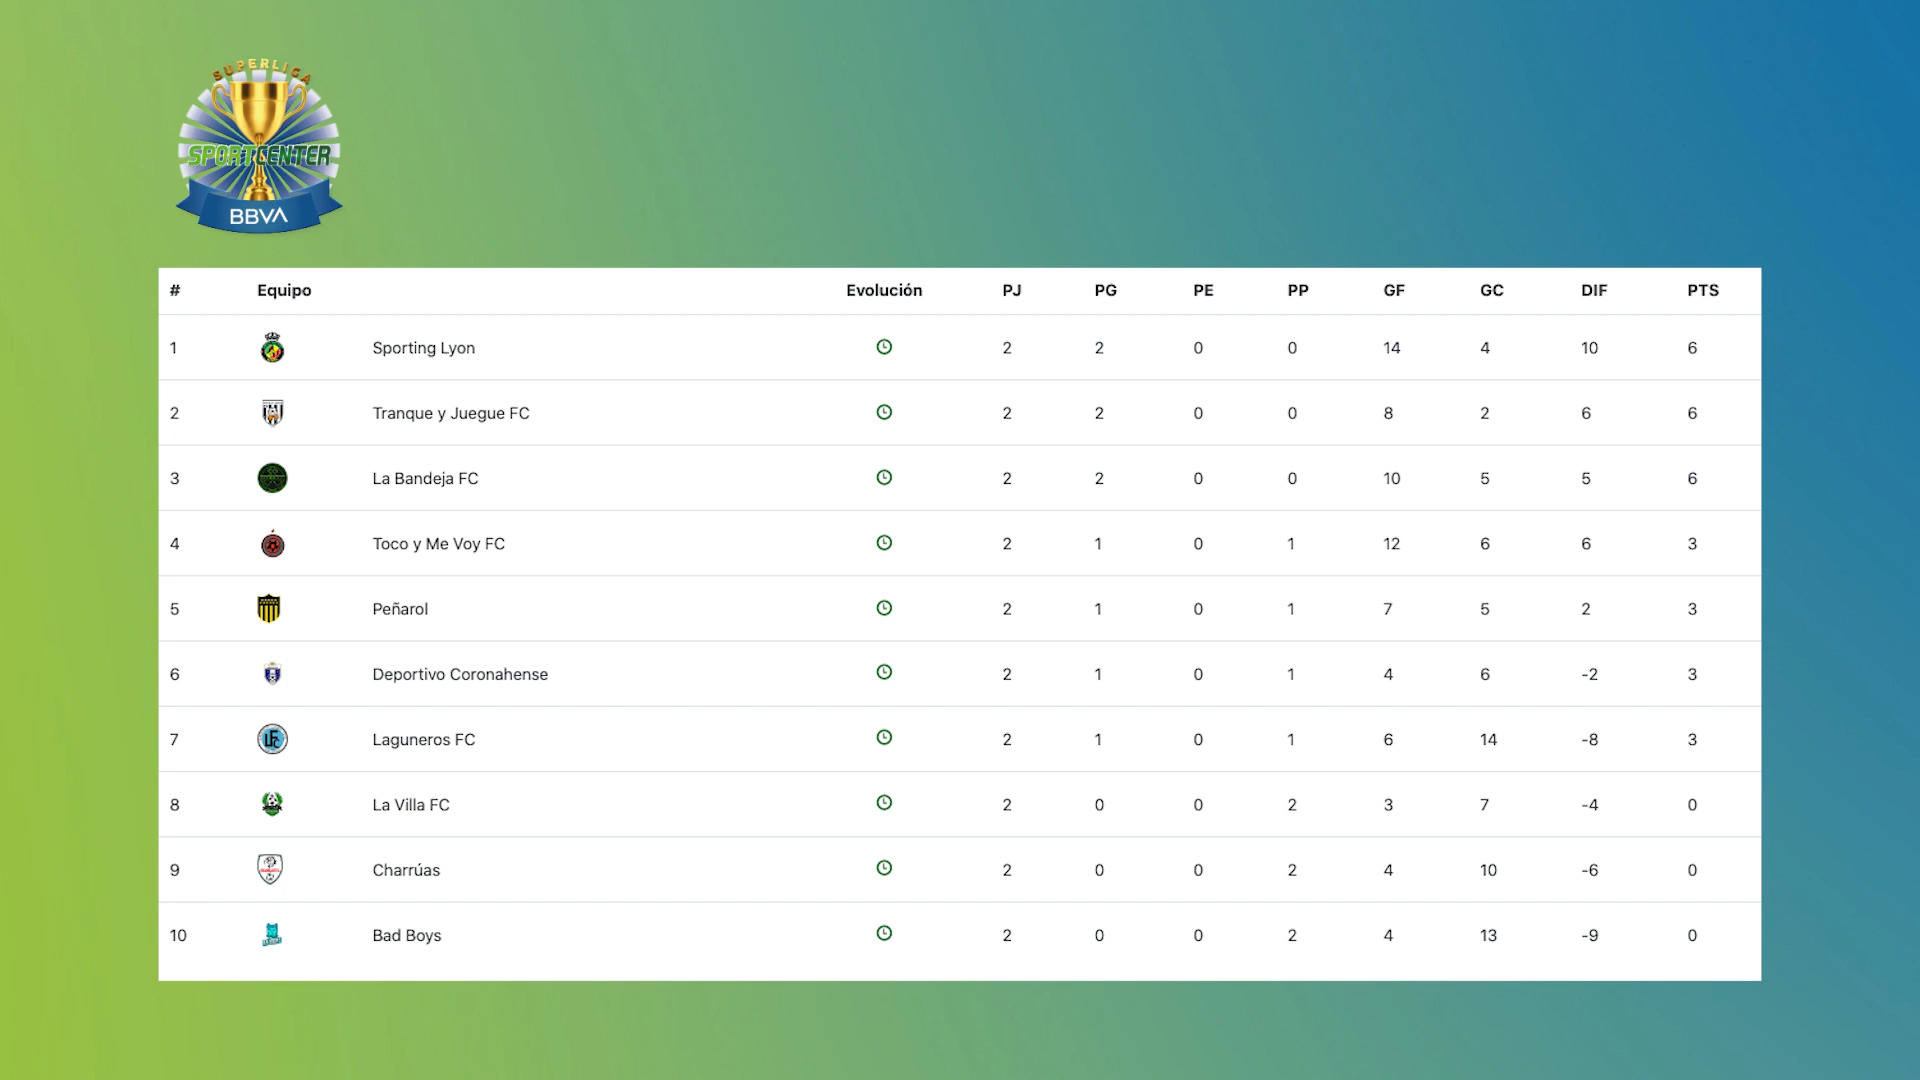 SUPERLIGA
SPORTCENTER
BBVA
# Equipo Evolución PJ PG PE PP GF GC DIF PTS
1 Sporting Lyon 2 2 0 0 14 4 10 6
2 Tranque y Juegue FC 2 2 0 0 8 2 6 6
3 La Bandeja FC 2 2 0 0 10 5 5 6
4 Toco y Me Voy FC 2 1 0 1 12 6 6 3
5 Peñarol 2 1 0 1 7 5 2 3
6 Deportivo Coronahense 2 1 0 1 4 6 -2 3
7 Laguneros FC 2 1 0 1 6 14 -8 3
8 La Villa FC 2 0 0 2 3 7 -4 0
9 Charrúas 2 0 0 2 4 10 -6 0
10 Bad Boys 2 0 0 2 4 13 -9 0